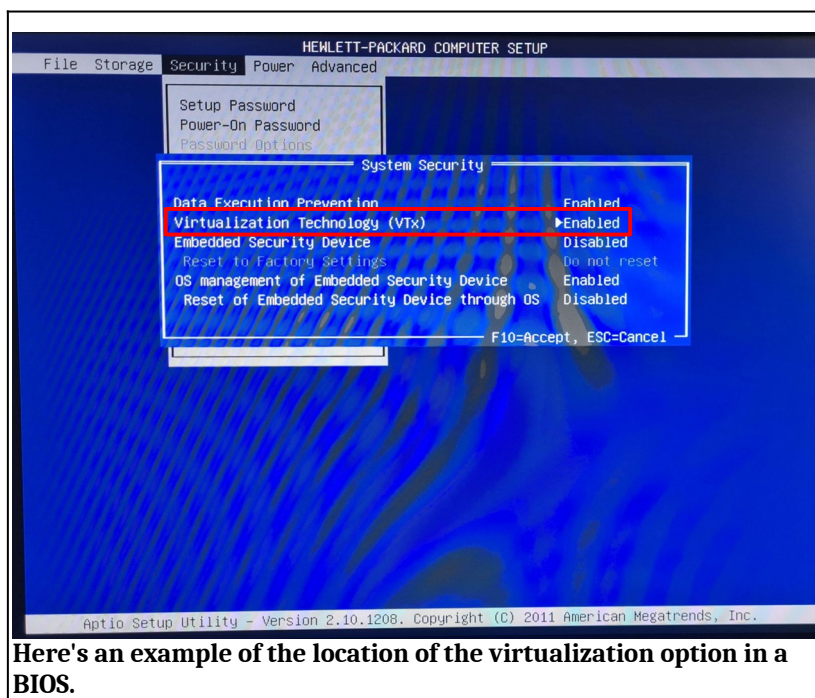 HEWLETT-PACKARD COMPUTER SETUP
File Storage Security Power Advanced
Setup Password
Power-On Password
Password Options
System Security
Data Execution Prevention Enabled
Virtualization Technology (VTx) ▶Enabled
Embedded Security Device Disabled
Reset to Factory Settings Do not reset
OS management of Embedded Security Device Enabled
Reset of Embedded Security Device through OS Disabled
F10=Accept, ESC=Cancel
Aptio Setup Utility - Version 2.10.1208. Copyright (C) 2011 American Megatrends, Inc.
Here's an example of the location of the virtualization option in a
BIOS.